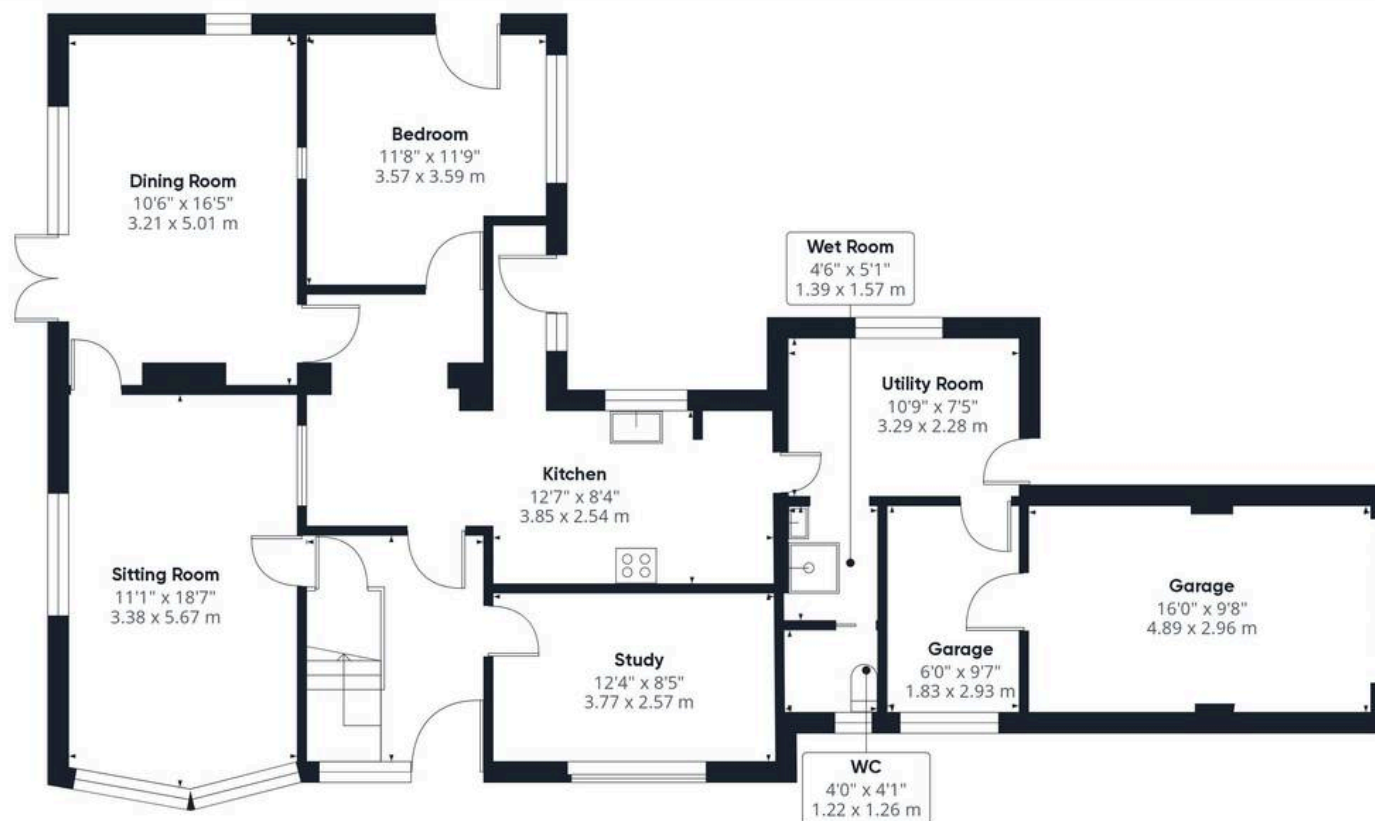 Bedroom
11'8" x 11'9"
3.57 x 3.59 m
Dining Room
10'6" x 16'5"
3.21 x 5.01 m
Wet Room
4'6" x 5'1"
1.39 x 1.57 m
Utility Room
10'9" x 7'5"
3.29 x 2.28 m
Kitchen
12'7" x 8'4"
3.85 x 2.54 m
Sitting Room
11'1" x 18'7"
3.38 x 5.67 m
Garage
16'0" x 9'8"
4.89 x 2.96 m
Study
12'4" x 8'5"
3.77 x 2.57 m
Garage
6'0" x 9'7"
1.83 x 2.93 m
WC
4'0" x 4'1"
1.22 x 1.26 m